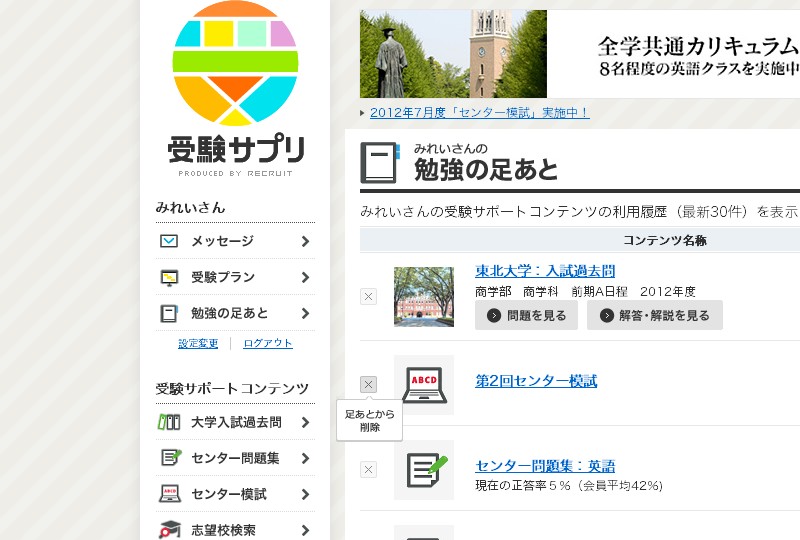 受験サプリ
PRODUCED BY RECRUIT
みれいさん
メッセージ
受験プラン
勉強の足あと
設定変更
ログアウト
受験サポートコンテンツ
大学入試過去問
センター問題集
センター模試
志望校検索
全学共通カリキュラム
8名程度の英語クラスを実施中
2012年7月度「センター模試」実施中！
みれいさんの
勉強の足あと
みれいさんの受験サポートコンテンツの利用履歴（最新30件）を表示
コンテンツ名称
東北大学：入試過去問
商学部　商学科　前期A日程　2012年度
問題を見る
解答・解説を見る
ABCD
第2回センター模試
足あとから
削除
センター問題集：英語
現在の正答率５％（会員平均42%)
ABCD